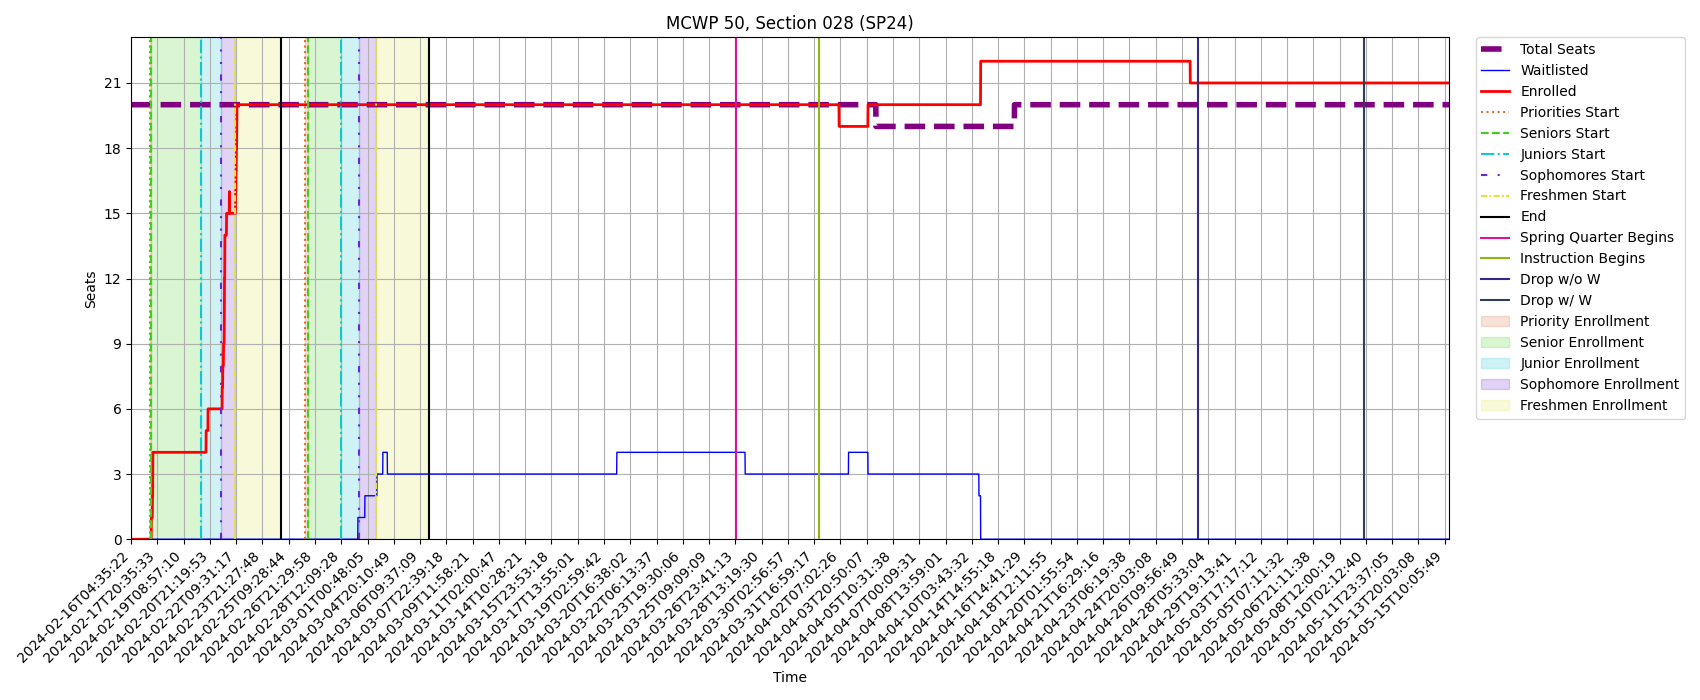 MCWP 50, Section 028 (SP24)
Seats
21
18
15
12
9
6
3
0
2024-02-16T04:35:22
2024-02-17T20:35:33
2024-02-19T08:57:10
2024-02-20T21:19:53
2024-02-22T09:31:17
2024-02-23T21:27:48
2024-02-25T09:28:44
2024-02-26T21:29:58
2024-02-28T12:09:28
2024-03-01T00:48:05
2024-03-04T20:10:49
2024-03-06T09:37:09
2024-03-07T22:39:18
2024-03-09T11:58:21
2024-03-11T02:00:47
2024-03-14T10:28:21
2024-03-15T23:53:18
2024-03-17T13:55:01
2024-03-19T02:59:42
2024-03-20T16:38:02
2024-03-22T06:13:37
2024-03-23T19:30:06
2024-03-25T09:09:09
2024-03-26T23:41:13
2024-03-28T13:19:30
2024-03-30T02:56:57
2024-03-31T16:59:17
2024-04-02T07:02:26
2024-04-03T20:50:07
2024-04-05T10:31:38
2024-04-07T00:09:31
2024-04-08T13:59:01
2024-04-10T03:43:32
2024-04-14T14:55:18
2024-04-16T14:41:29
2024-04-18T12:11:55
2024-04-20T01:55:54
2024-04-21T16:29:16
2024-04-23T06:19:38
2024-04-24T20:03:08
2024-04-26T09:56:49
2024-04-28T05:33:04
2024-04-29T19:13:41
2024-05-03T17:17:12
2024-05-05T07:11:32
2024-05-06T21:11:38
2024-05-08T12:00:19
2024-05-10T02:12:40
2024-05-11T23:37:05
2024-05-13T20:03:08
2024-05-15T10:05:49
Time
Total Seats
Waitlisted
Enrolled
Priorities Start
Seniors Start
Juniors Start
Sophomores Start
Freshmen Start
End
Spring Quarter Begins
Instruction Begins
Drop w/o W
Drop w/ W
Priority Enrollment
Senior Enrollment
Junior Enrollment
Sophomore Enrollment
Freshmen Enrollment